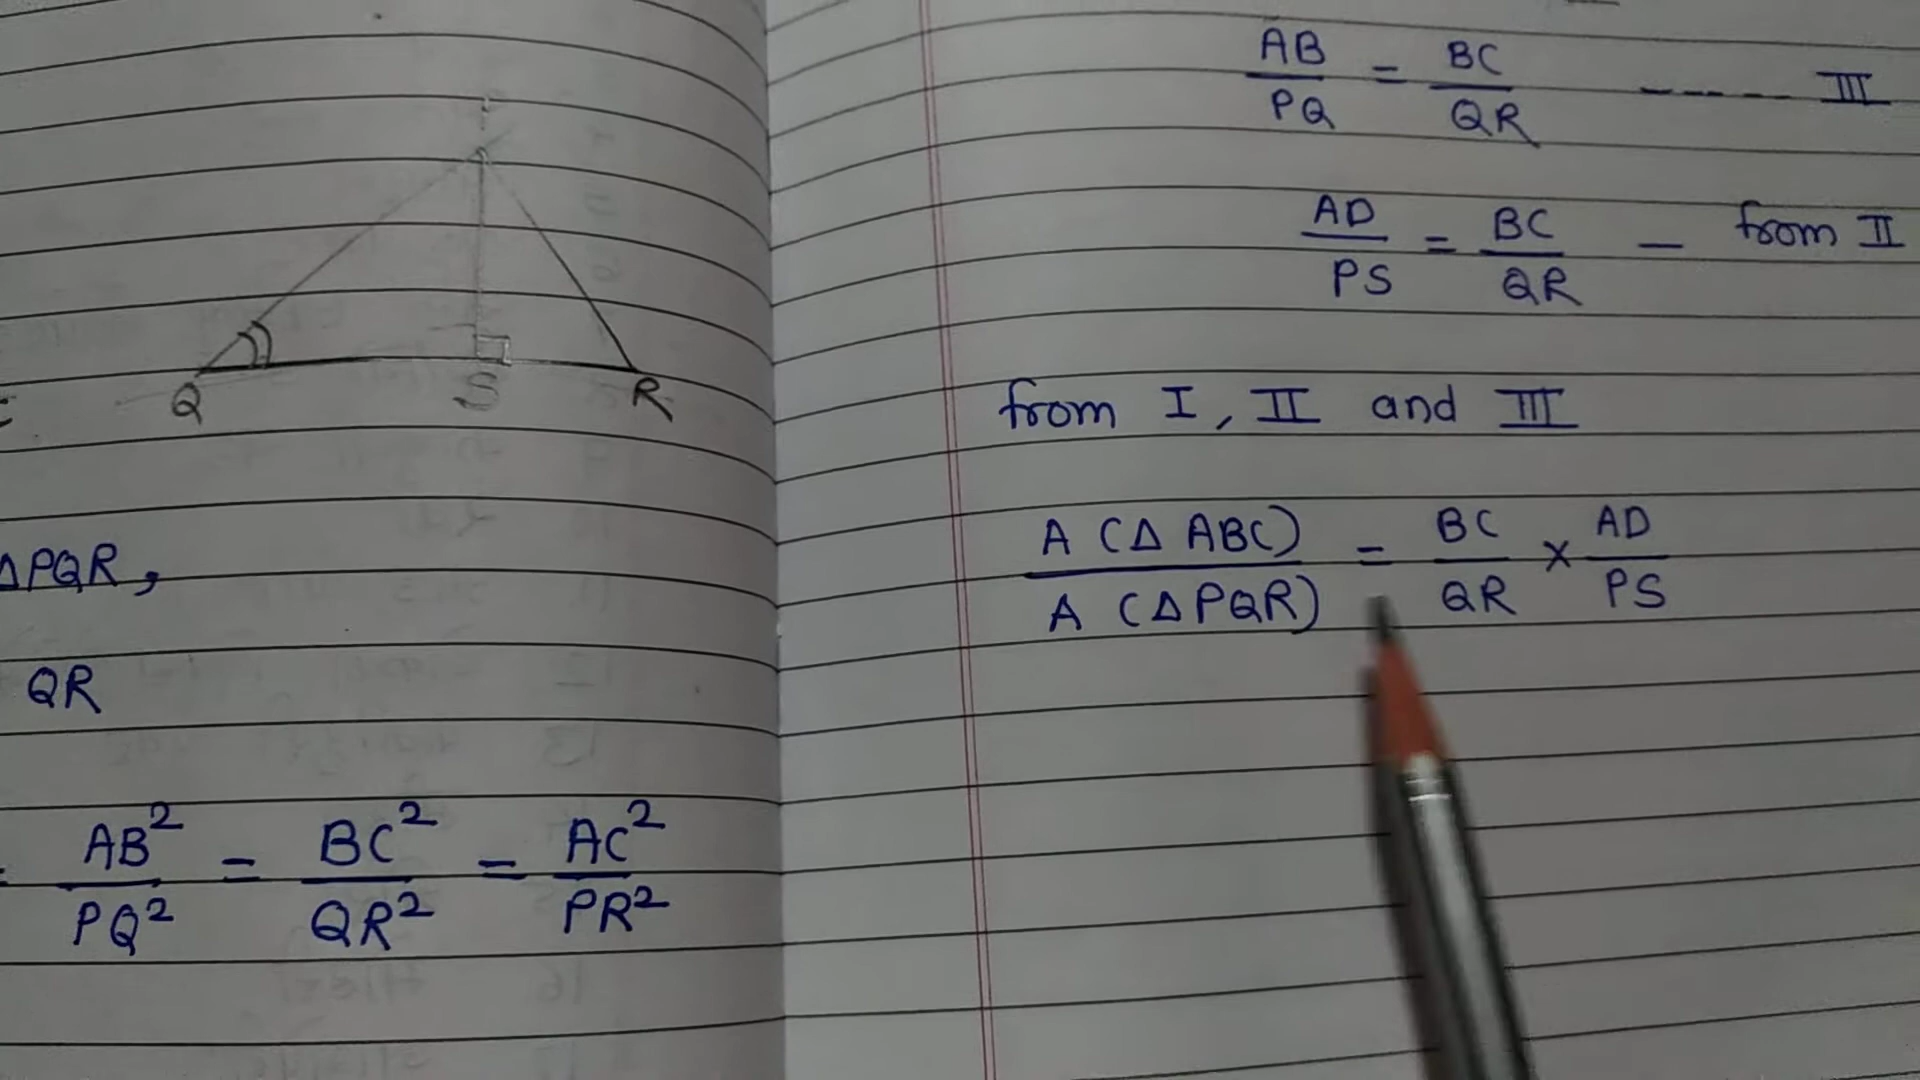 Q S R
ΔPQR,
QR
= AB²/PQ² = BC²/QR² = AC²/PR²
AB/PQ = BC/QR ---- III
AD/PS = BC/QR — from II
from I, II and III
A (Δ ABC)/A (Δ PQR) = BC/QR × AD/PS